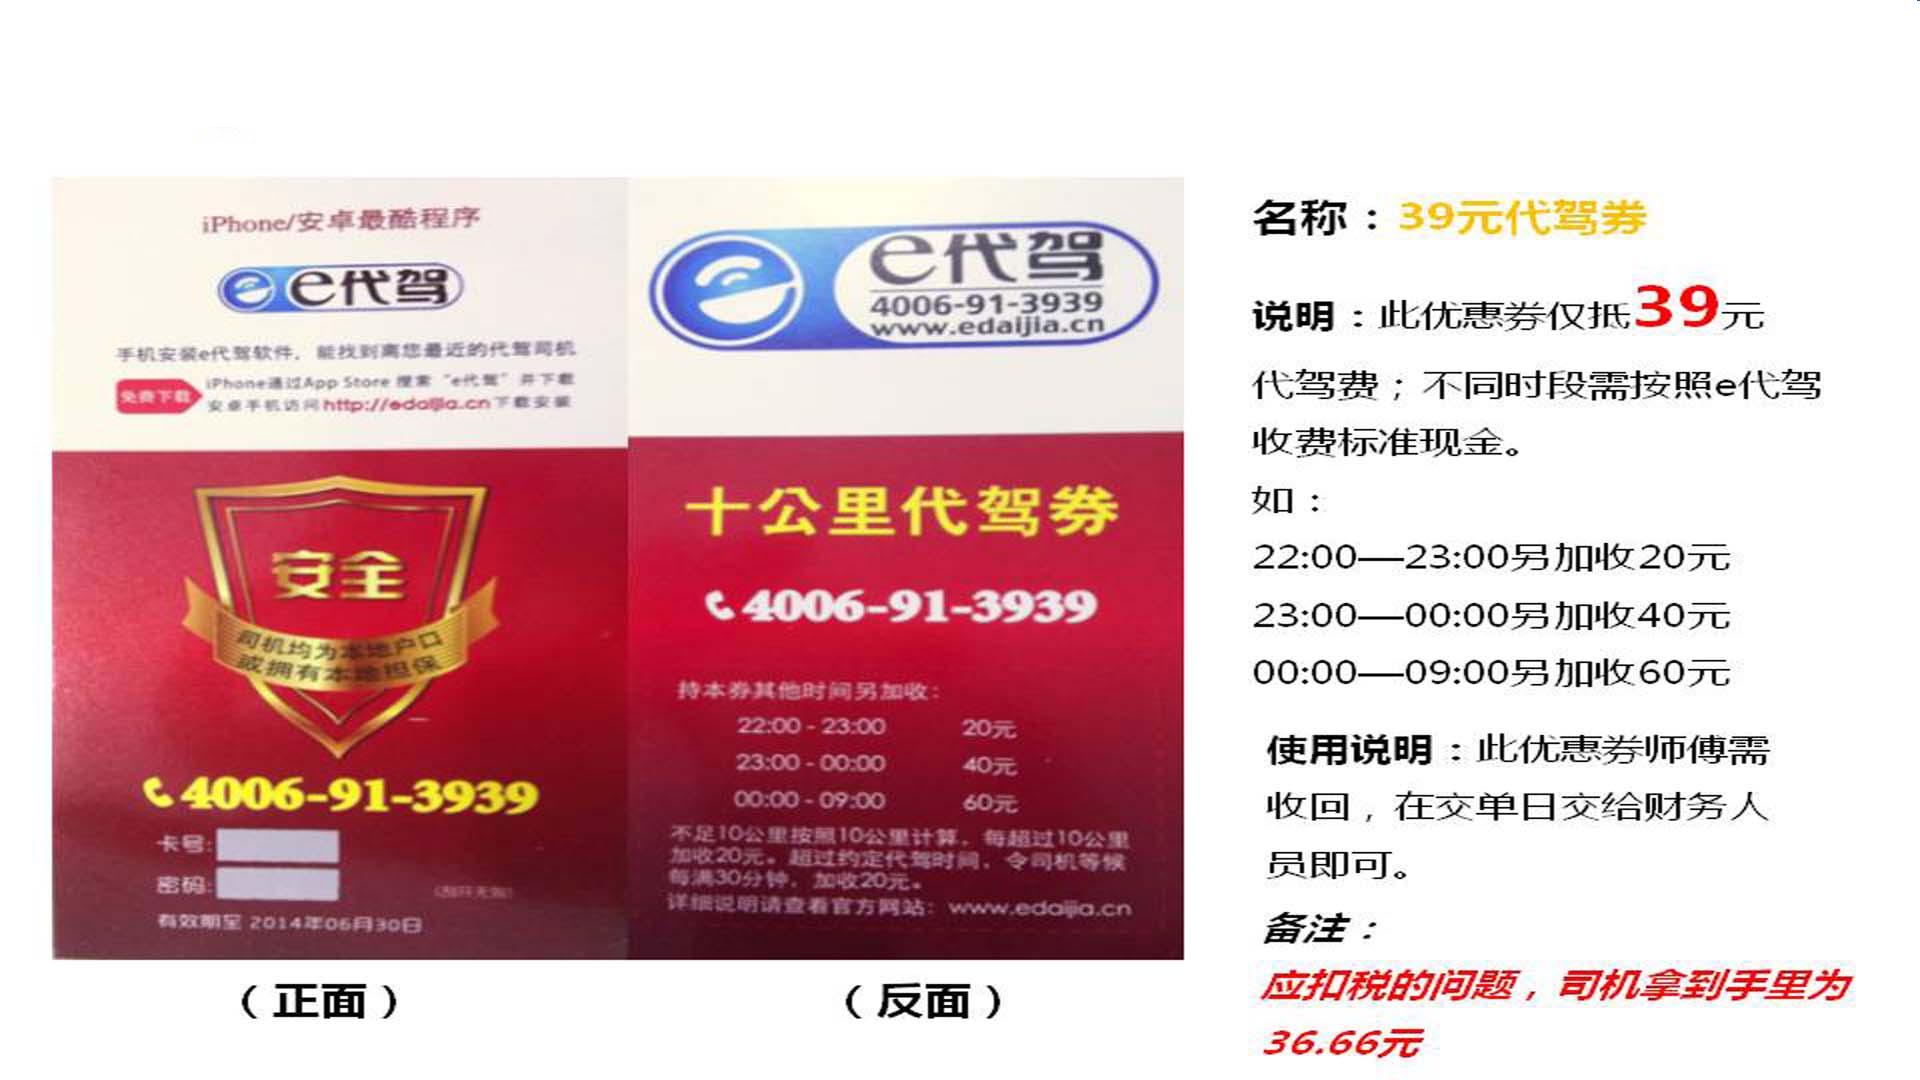 iPhone/安卓最酷程序
e代驾
手机安装e代驾软件，能找到离您最近的代驾司机
免费下载
iPhone通过App Store 搜索“e代驾”并下载
安卓手机访问http://edaijia.cn下载安装
安全
司机均为本地户口
或拥有本地担保
4006-91-3939
卡号:
密码:
有效期至 2014年06月30日
（正面）
e代驾
4006-91-3939
www.edaijia.cn
十公里代驾券
4006-91-3939
持本券其他时间另加收：
22:00 - 23:00 20元
23:00 - 00:00 40元
00:00 - 09:00 60元
不足10公里按照10公里计算，每超过10公里
加收20元。超过约定代驾时间，令司机等候
每满30分钟，加收20元。
详细说明请查看官方网站：www.edaijia.cn
（反面）
名称：39元代驾券
说明：此优惠券仅抵39元
代驾费；不同时段需按照e代驾
收费标准现金。
如：
22:00—23:00另加收20元
23:00—00:00另加收40元
00:00—09:00另加收60元
使用说明：此优惠券师傅需
收回，在交单日交给财务人
员即可。
备注：
应扣税的问题，司机拿到手里为
36.66元